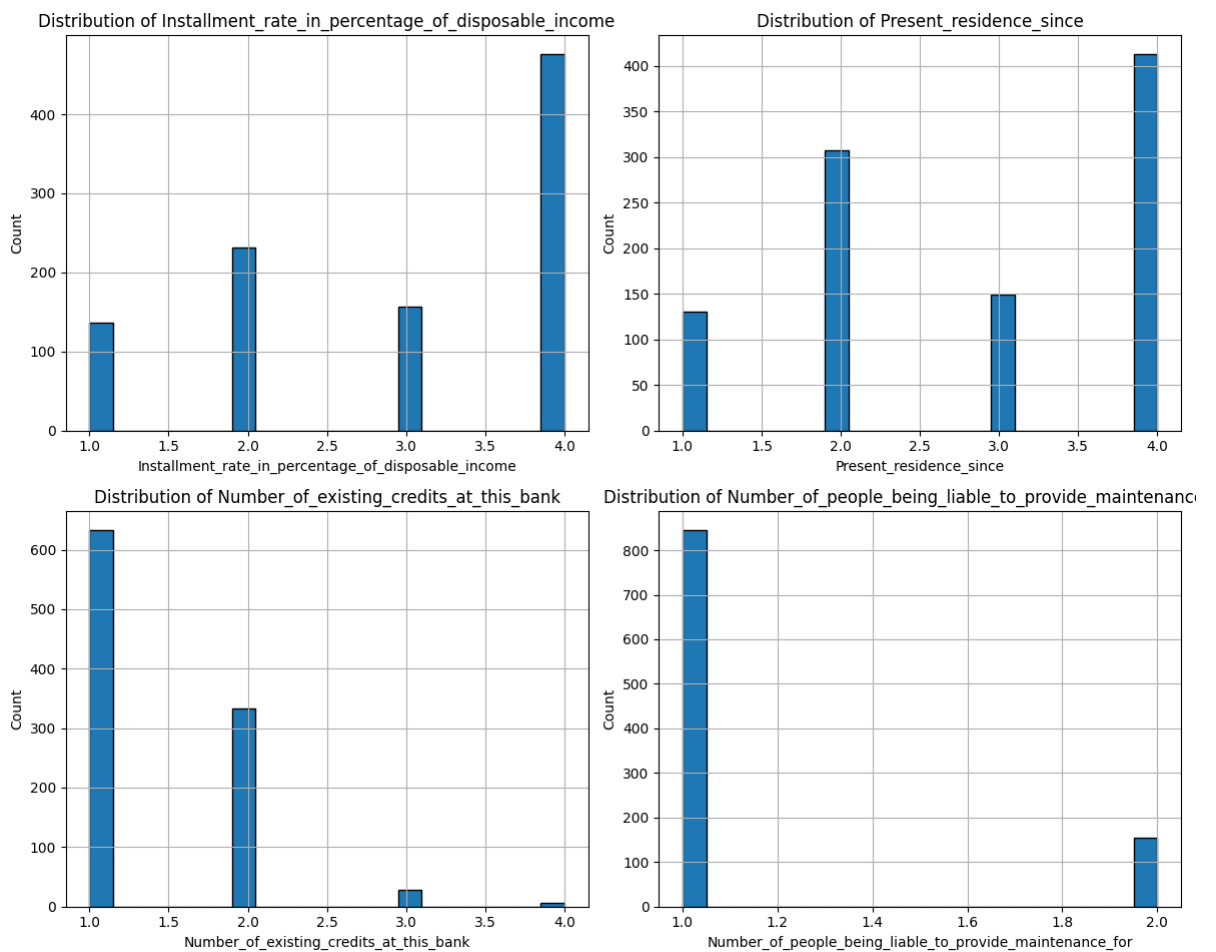 Distribution of Installment_rate_in_percentage_of_disposable_income
Count
400
300
200
100
0
1.0 1.5 2.0 2.5 3.0 3.5 4.0
Installment_rate_in_percentage_of_disposable_income
Distribution of Present_residence_since
Count
400
350
300
250
200
150
100
50
0
1.0 1.5 2.0 2.5 3.0 3.5 4.0
Present_residence_since
Distribution of Number_of_existing_credits_at_this_bank
Count
600
500
400
300
200
100
0
1.0 1.5 2.0 2.5 3.0 3.5 4.0
Number_of_existing_credits_at_this_bank
Distribution of Number_of_people_being_liable_to_provide_maintenance
Count
800
700
600
500
400
300
200
100
0
1.0 1.2 1.4 1.6 1.8 2.0
Number_of_people_being_liable_to_provide_maintenance_for